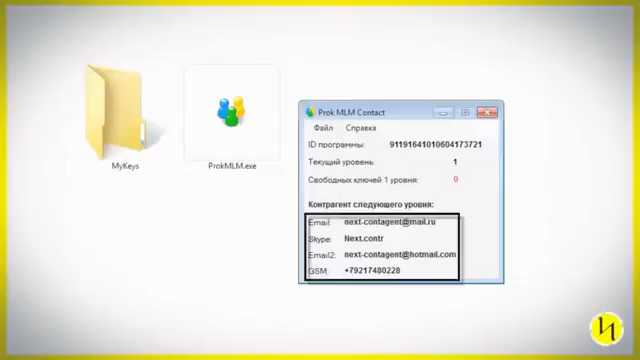 MyKeys
ProkMLM.exe
Prok MLM Contact
Файл Справка
ID программы: 91191641010604173721
Текущий уровень: 1
Свободных ключей 1 уровня: 0
Контрагент следующего уровня:
Email: next-contagent@mail.ru
Skype: Next.contr
Email2: next-contagent@hotmail.com
GSM: +79217480228